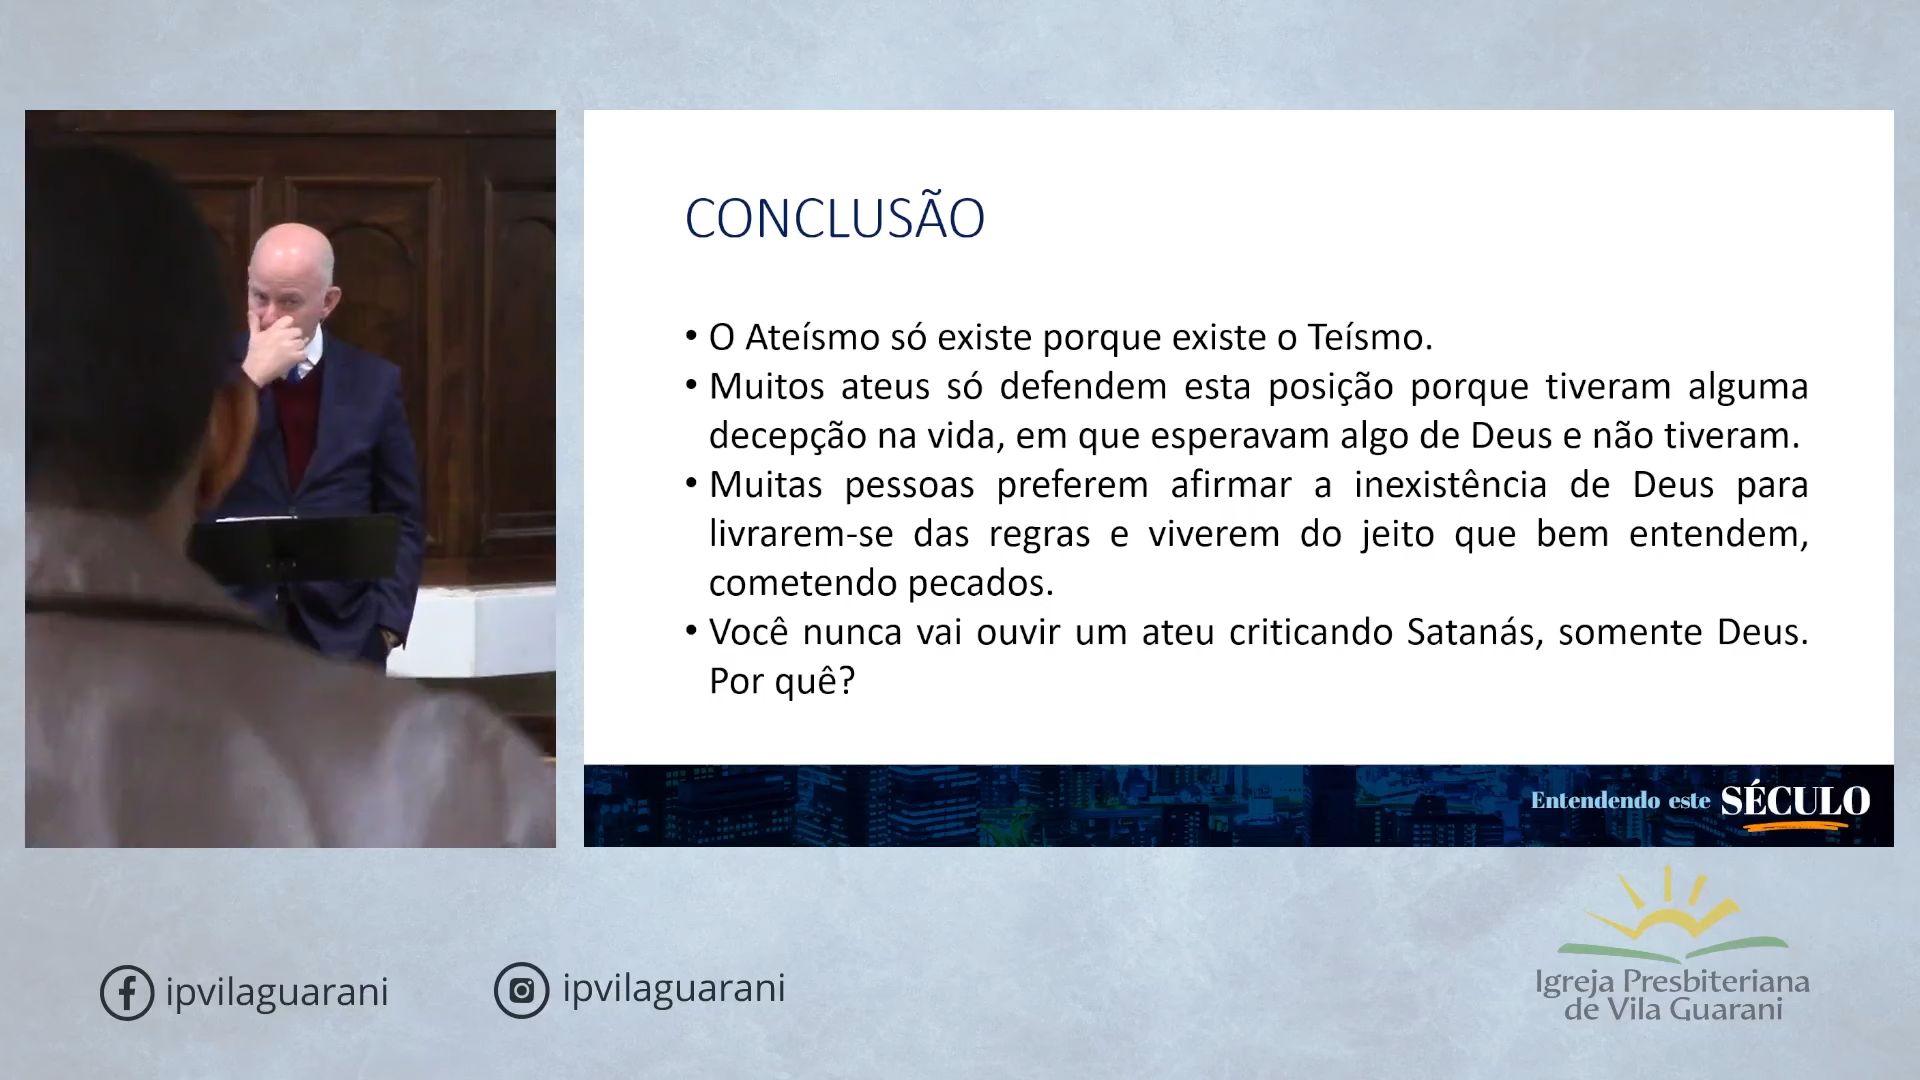 CONCLUSÃO
• O Ateísmo só existe porque existe o Teísmo.
• Muitos ateus só defendem esta posição porque tiveram alguma
decepção na vida, em que esperavam algo de Deus e não tiveram.
• Muitas pessoas preferem afirmar a inexistência de Deus para
livrarem-se das regras e viverem do jeito que bem entendem,
cometendo pecados.
• Você nunca vai ouvir um ateu criticando Satanás, somente Deus.
Por quê?
Entendendo este SÉCULO
ipvilaguarani
ipvilaguarani
Igreja Presbiteriana
de Vila Guarani